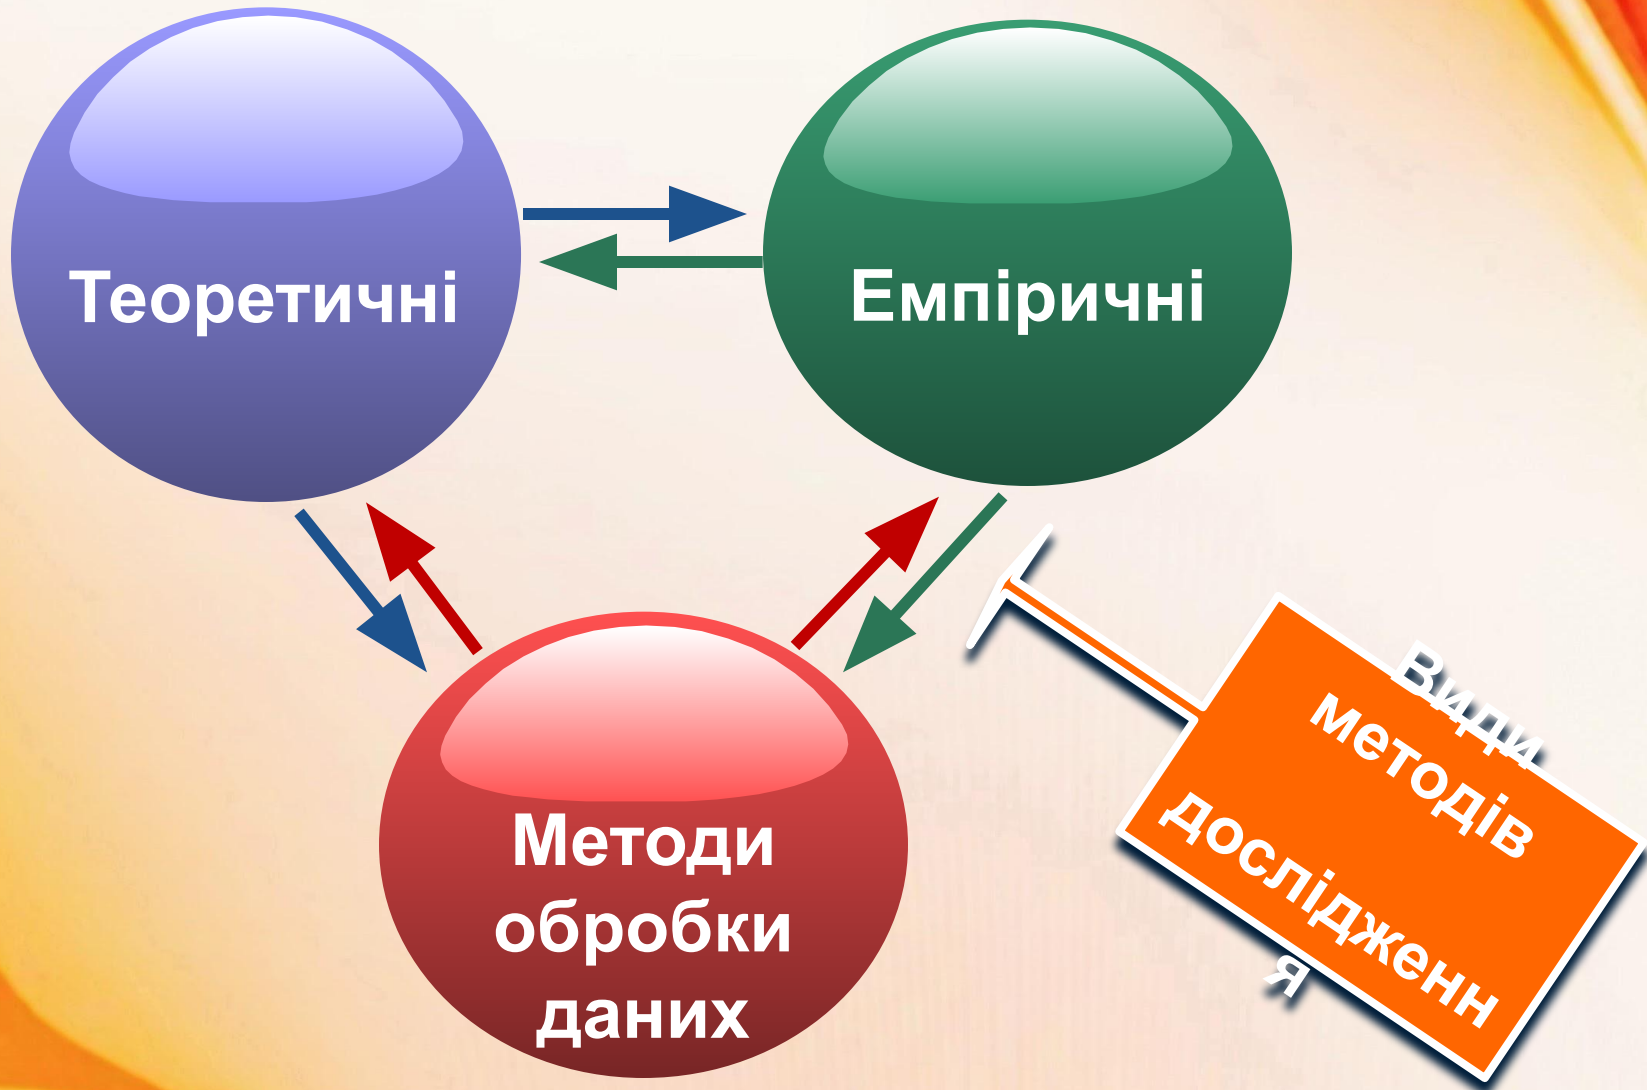 Теоретичні
Емпіричні
Методи
обробки
даних
Види
методів
дослідженн
я